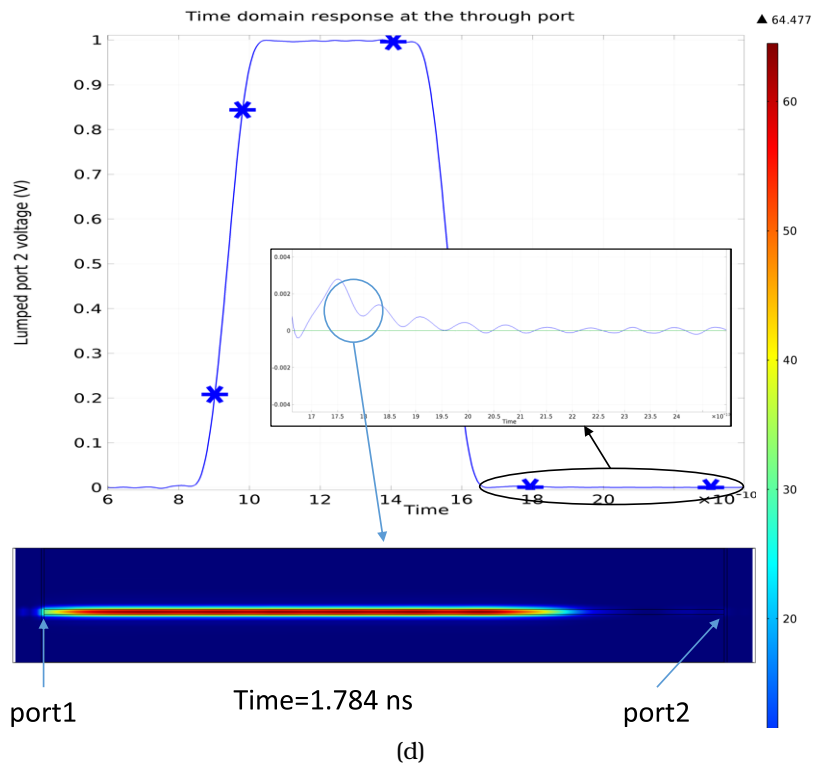 Time domain response at the through port
▲ 64.477
Lumped port 2 voltage (V)
1
0.9
0.8
0.7
0.6
0.5
0.4
0.3
0.2
0.1
0
6 8 10 12 14 16 18 20 ×10⁻¹⁰
Time
0.004
0.002
0
-0.002
-0.004
17 17.5 18 18.5 19 19.5 20 20.5 21 21.5 22 22.5 23 23.5 24
Time
60
50
40
30
20
port1
Time=1.784 ns
port2
(d)